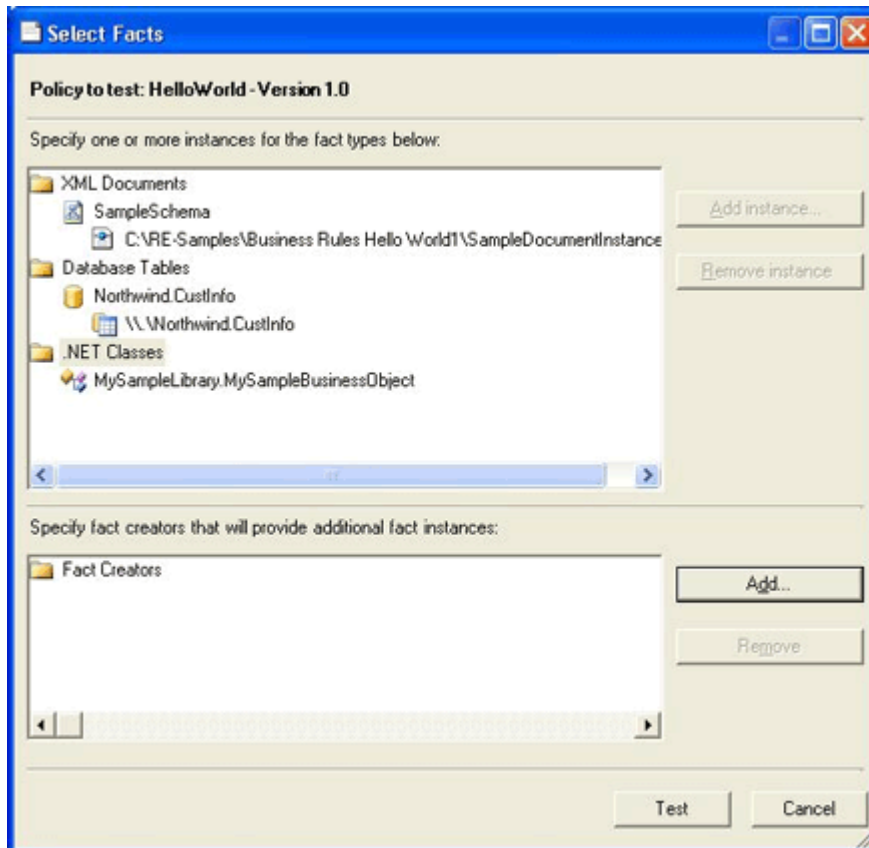 Select Facts
Policy to test: HelloWorld - Version 1.0
Specify one or more instances for the fact types below:
XML Documents
SampleSchema
C:\RE-Samples\Business Rules Hello World1\SampleDocumentInstance
Database Tables
Northwind.CustInfo
\\.\Northwind.CustInfo
.NET Classes
MySampleLibrary.MySampleBusinessObject
Add instance...
Remove instance
Specify fact creators that will provide additional fact instances:
Fact Creators
Add...
Remove
Test
Cancel